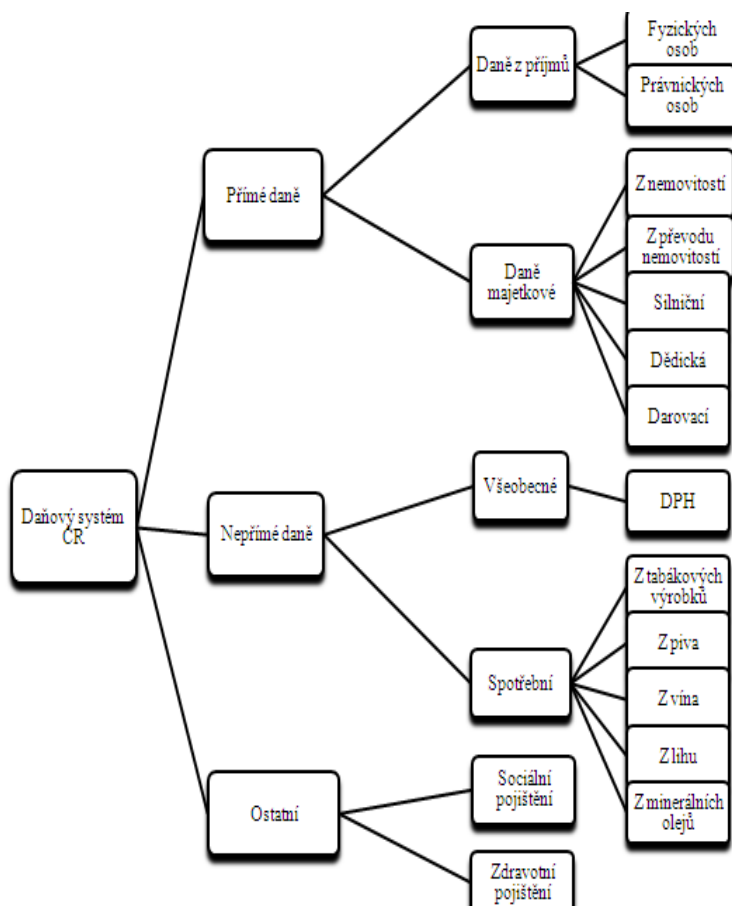 Fyzických
osob
Daně z příjmů
Právnických
osob
Přímé daně
Z nemovitostí
Z převodu
nemovitostí
Daně
majetkové
Silniční
Dědická
Darovací
Daňový systém
ČR
Nepřímé daně
Všeobecné
DPH
Z tabákových
výrobků
Z piva
Spotřební
Z vína
Z lihu
Z minerálních
olejů
Ostatní
Sociální
pojištění
Zdravotní
pojištění